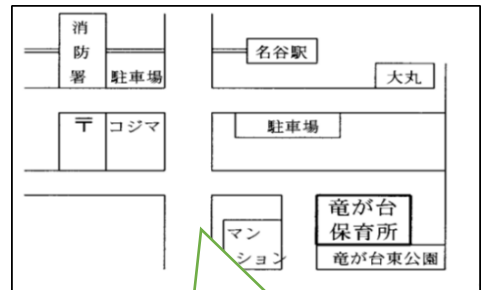 消防署
駐車場
名谷駅
大丸
〒
コジマ
駐車場
マンション
竜が台
保育所
竜が台東公園